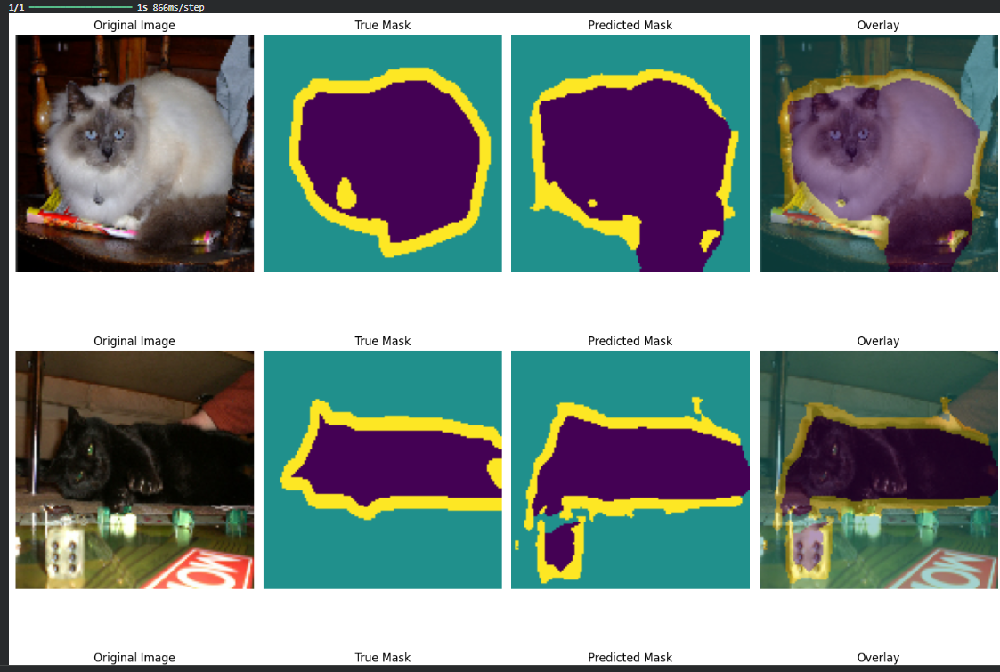 1/1 1s 866ms/step
Original Image True Mask Predicted Mask Overlay
Original Image True Mask Predicted Mask Overlay
MOM
Original Image True Mask Predicted Mask Overlay